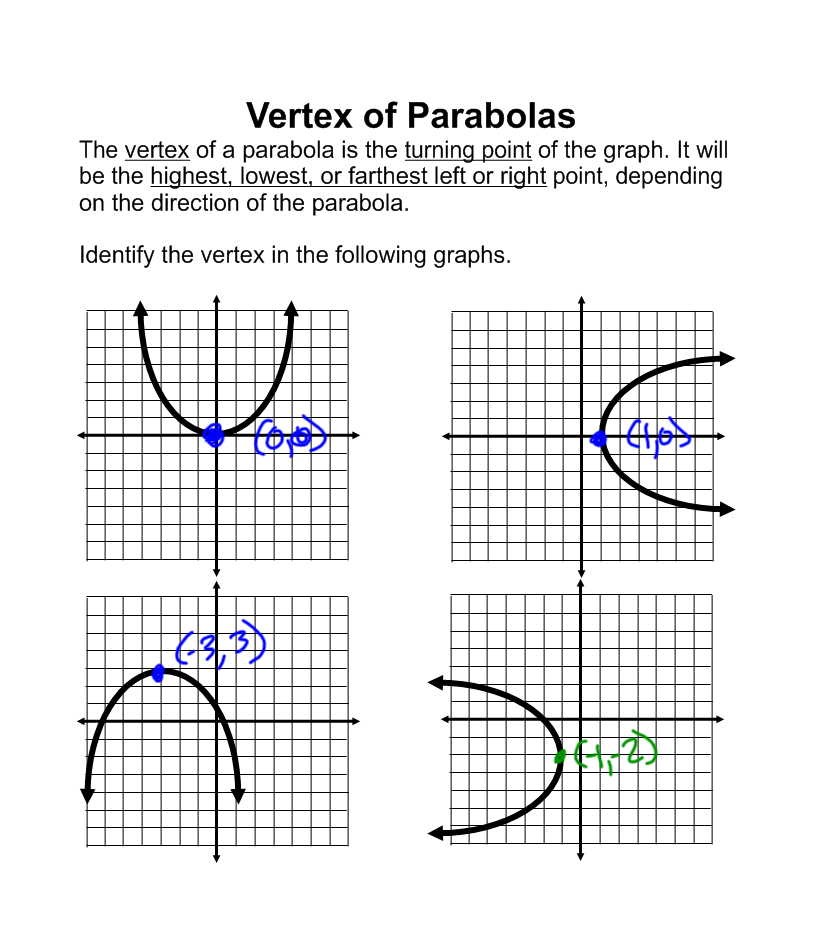 Vertex of Parabolas
The vertex of a parabola is the turning point of the graph. It will
be the highest, lowest, or farthest left or right point, depending
on the direction of the parabola.
Identify the vertex in the following graphs.
(0,0)
(1,0)
(-3,3)
(-1,-2)